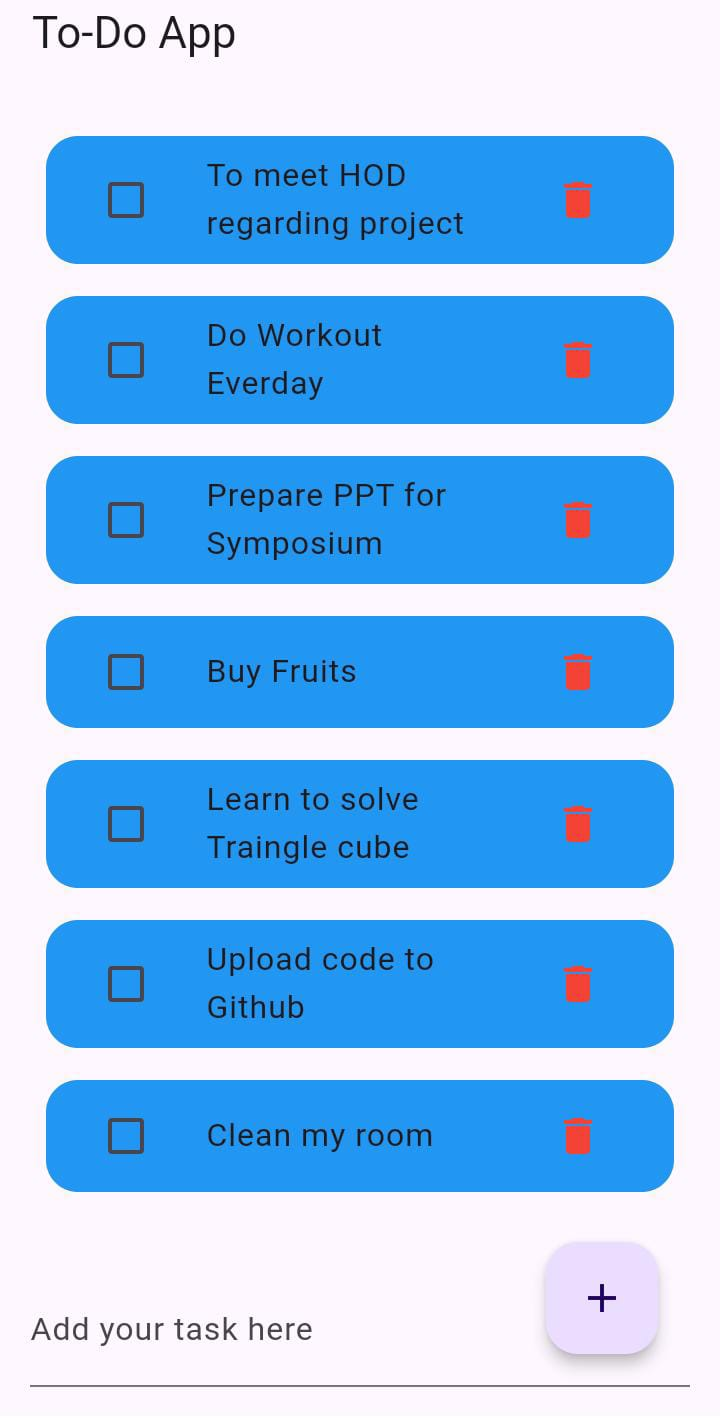 To-Do App
To meet HOD
regarding project
Do Workout
Everday
Prepare PPT for
Symposium
Buy Fruits
Learn to solve
Traingle cube
Upload code to
Github
Clean my room
Add your task here